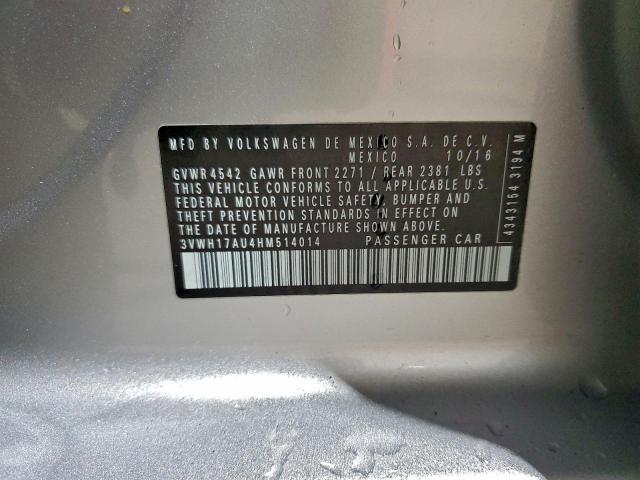 MFD BY VOLKSWAGEN DE MEXICO S.A. DE C.V.
MEXICO 10/16
GVWR 4542 GAWR FRONT 2271 / REAR 2381 LBS
THIS VEHICLE CONFORMS TO ALL APPLICABLE U.S.
FEDERAL MOTOR VEHICLE SAFETY, BUMPER AND
THEFT PREVENTION STANDARDS IN EFFECT ON
THE DATE OF MANUFACTURE SHOWN ABOVE.
3VWH17AU4HM514014 PASSENGER CAR
4343154 3194 M